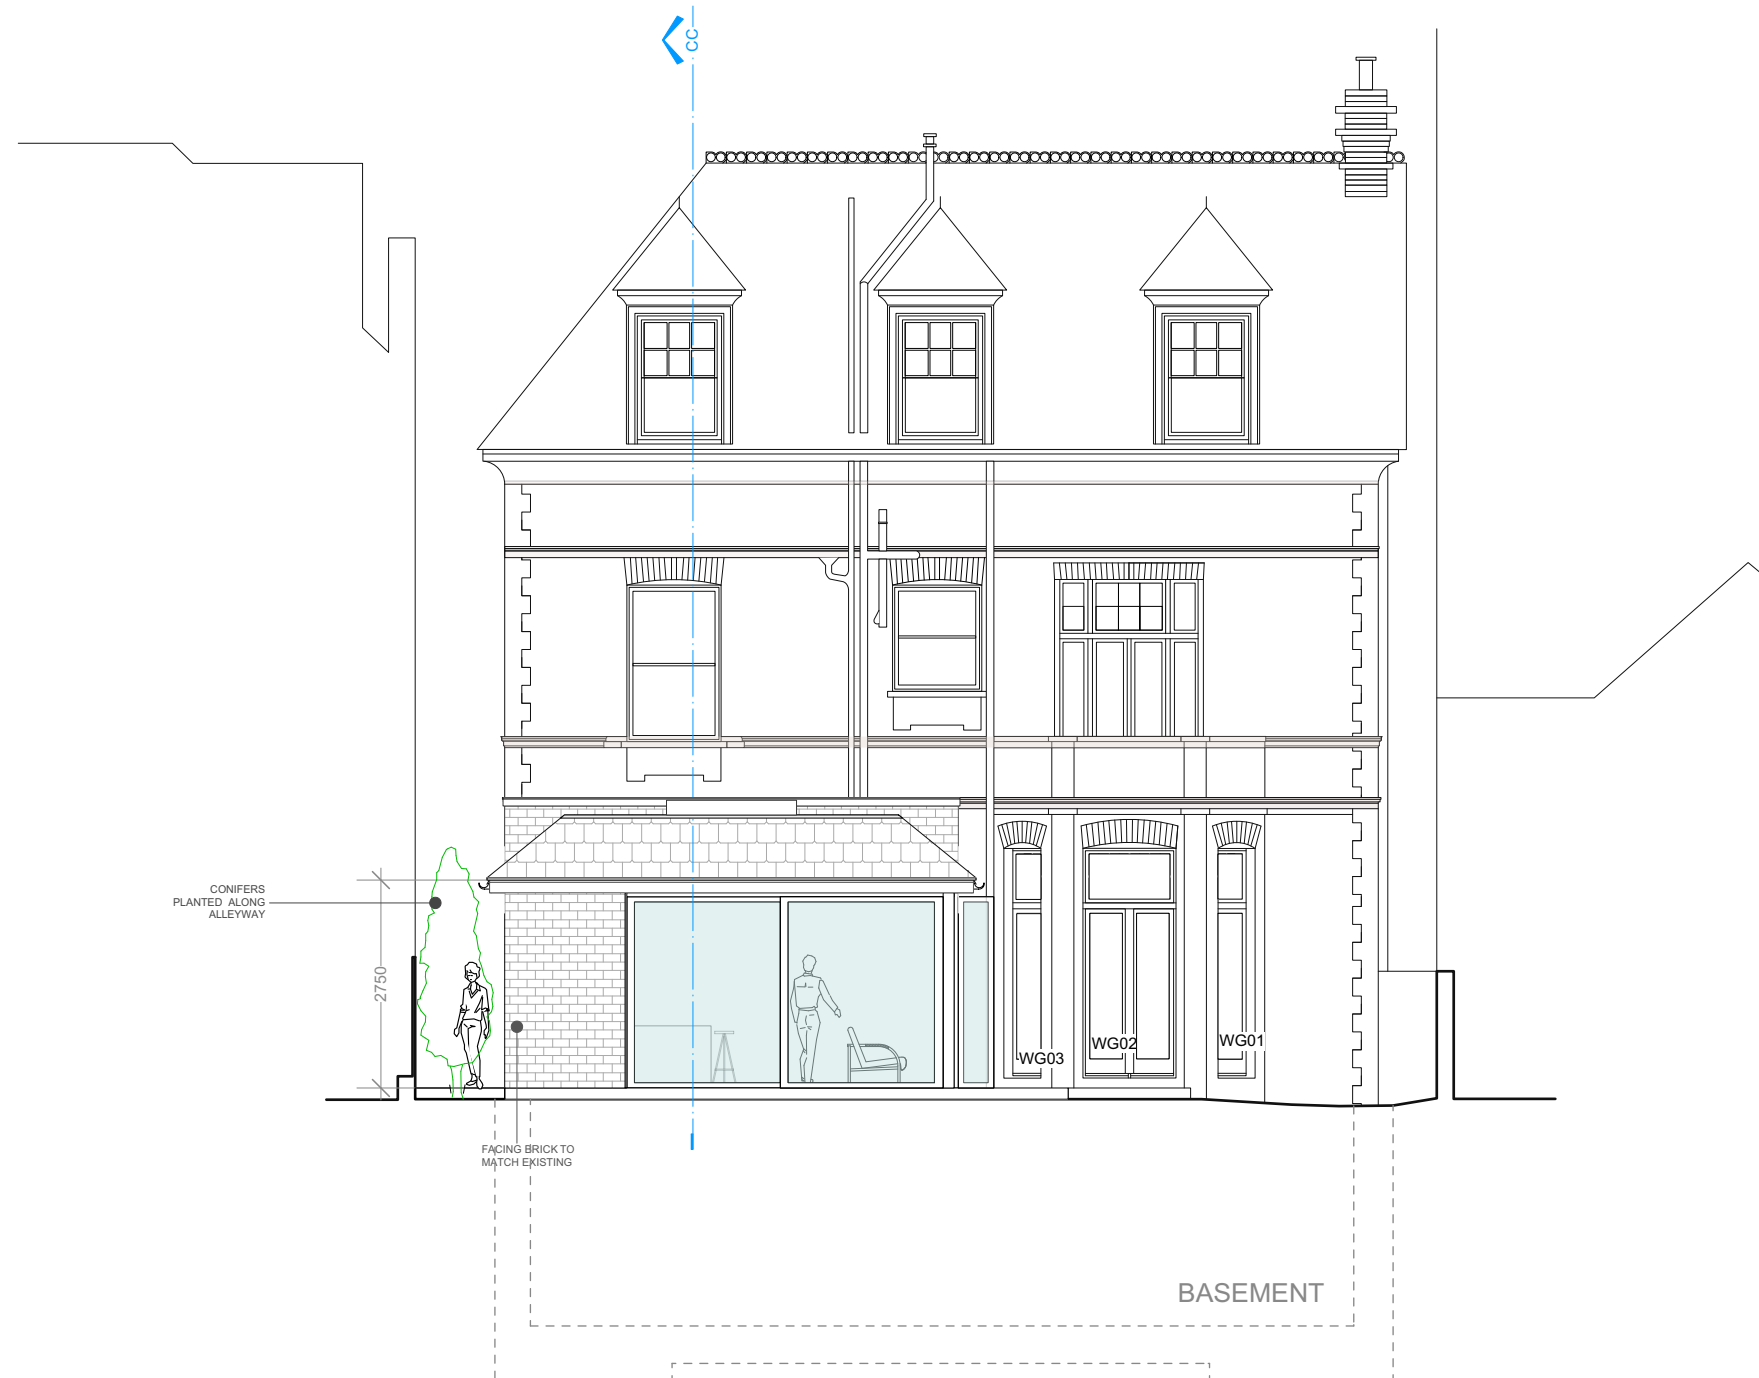 CC
CONIFERS
PLANTED ALONG
ALLEYWAY
2750
WG03
WG02
WG01
FACING BRICK TO
MATCH EXISTING
BASEMENT